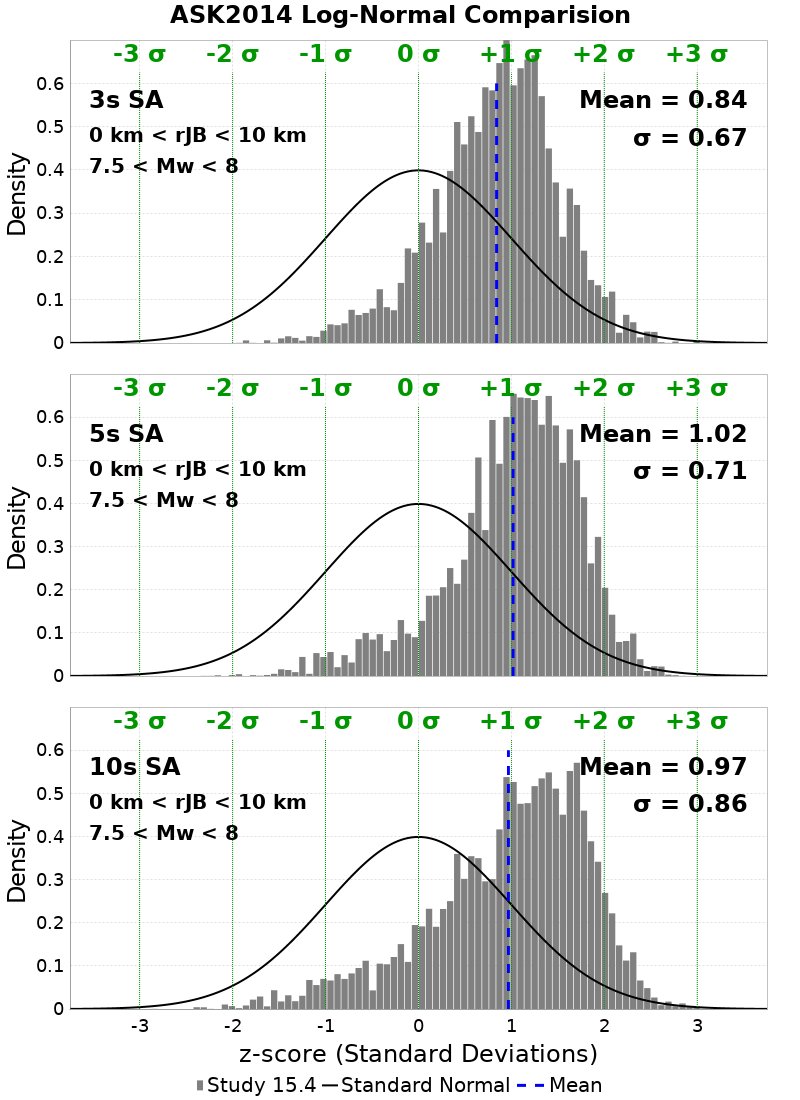 ASK2014 Log-Normal Comparision
-3 σ -2 σ -1 σ 0 σ +1 σ +2 σ +3 σ
3s SA
Mean = 0.84
0 km < rJB < 10 km
σ = 0.67
7.5 < Mw < 8
0.6
0.5
0.4
0.3
0.2
0.1
0
Density
-3 σ -2 σ -1 σ 0 σ +1 σ +2 σ +3 σ
5s SA
Mean = 1.02
0 km < rJB < 10 km
σ = 0.71
7.5 < Mw < 8
0.6
0.5
0.4
0.3
0.2
0.1
0
Density
-3 σ -2 σ -1 σ 0 σ +1 σ +2 σ +3 σ
10s SA
Mean = 0.97
0 km < rJB < 10 km
σ = 0.86
7.5 < Mw < 8
0.6
0.5
0.4
0.3
0.2
0.1
0
Density
-3 -2 -1 0 1 2 3
z-score (Standard Deviations)
Study 15.4 Standard Normal Mean